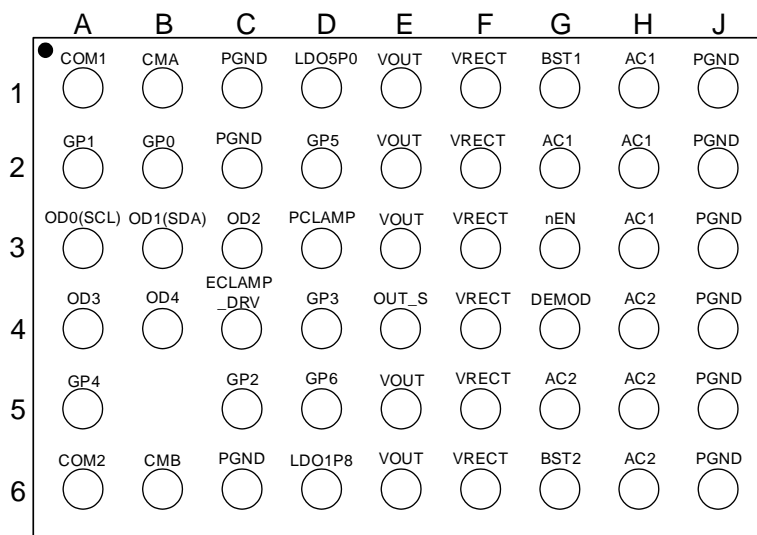 A B C D E F G H J
COM1 CMA PGND LDO5P0 VOUT VRECT BST1 AC1 PGND
1
GP1 GP0 PGND GP5 VOUT VRECT AC1 AC1 PGND
2
OD0(SCL) OD1(SDA) OD2 PCLAMP VOUT VRECT nEN AC1 PGND
3
OD3 OD4 ECLAMP
_DRV GP3 OUT_S VRECT DEMOD AC2 PGND
4
GP4 GP2 GP6 VOUT VRECT AC2 AC2 PGND
5
COM2 CMB PGND LDO1P8 VOUT VRECT BST2 AC2 PGND
6